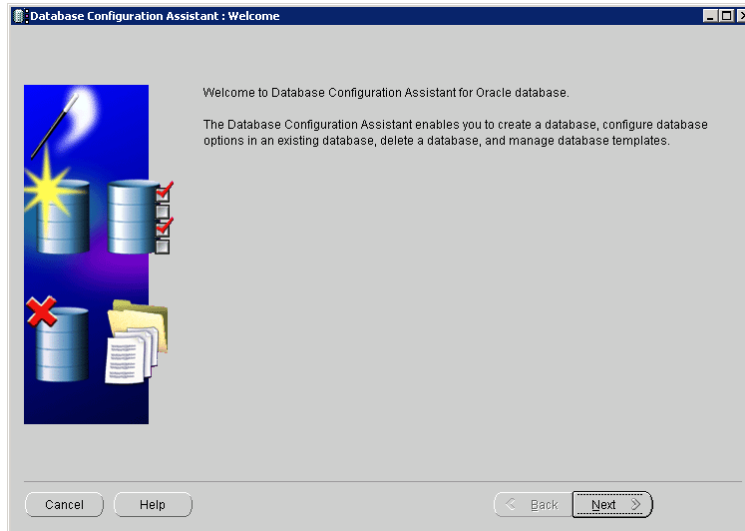 Database Configuration Assistant : Welcome
Welcome to Database Configuration Assistant for Oracle database.
The Database Configuration Assistant enables you to create a database, configure database
options in an existing database, delete a database, and manage database templates.
Cancel
Help
Back
Next